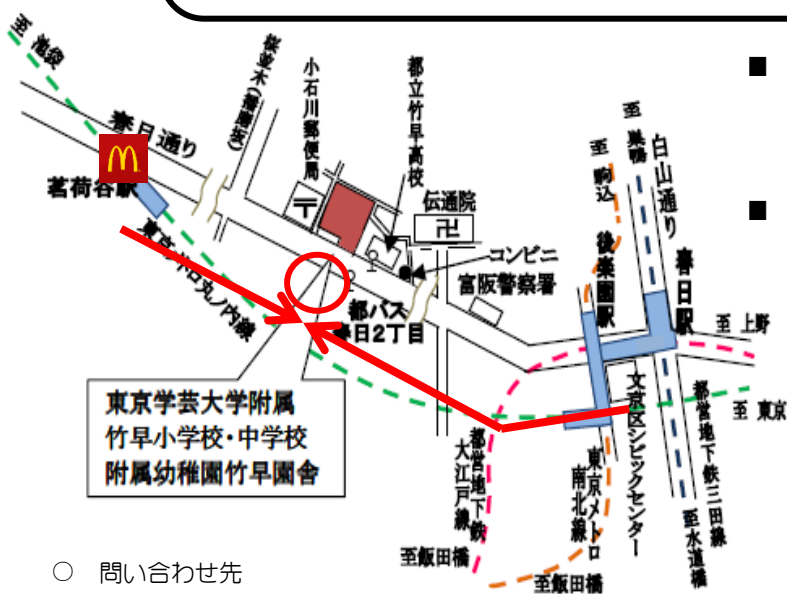 至 池袋
春日通り
茗荷谷駅
桜並木(播磨坂)
小石川郵便局
都立竹早高校
伝通院
コンビニ
富阪警察署
都バス
春日2丁目
東京メトロ丸ノ内線
東京学芸大学附属
竹早小学校・中学校
附属幼稚園竹早園舎
至 駒込
至 巣鴨
白山通り
後楽園駅
春日駅
至 上野
至 東京
文京区シビックセンター
都営地下鉄三田線
至水道橋
都営地下鉄
大江戸線
東京メトロ
南北線
至飯田橋
至飯田橋
○ 問い合わせ先